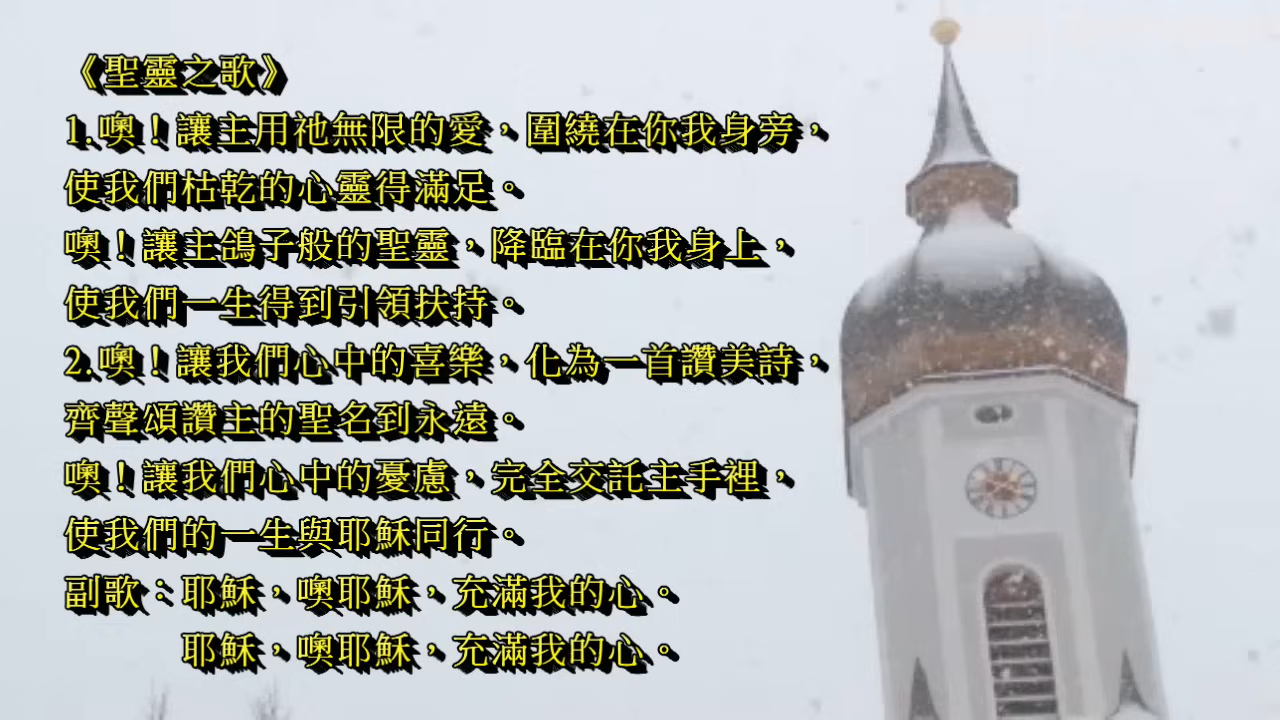 《聖靈之歌》
1.噢！讓主用祂無限的愛，圍繞在你我身旁，
使我們枯乾的心靈得滿足。
噢！讓主鴿子般的聖靈，降臨在你我身上，
使我們一生得到引領扶持。
2.噢！讓我們心中的喜樂，化為一首讚美詩，
齊聲頌讚主的聖名到永遠。
噢！讓我們心中的憂慮，完全交託主手裡，
使我們的一生與耶穌同行。
副歌：耶穌，噢耶穌，充滿我的心。
耶穌，噢耶穌，充滿我的心。